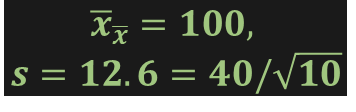 x̅_x̅ = 100,
s = 12.6 = 40/√10